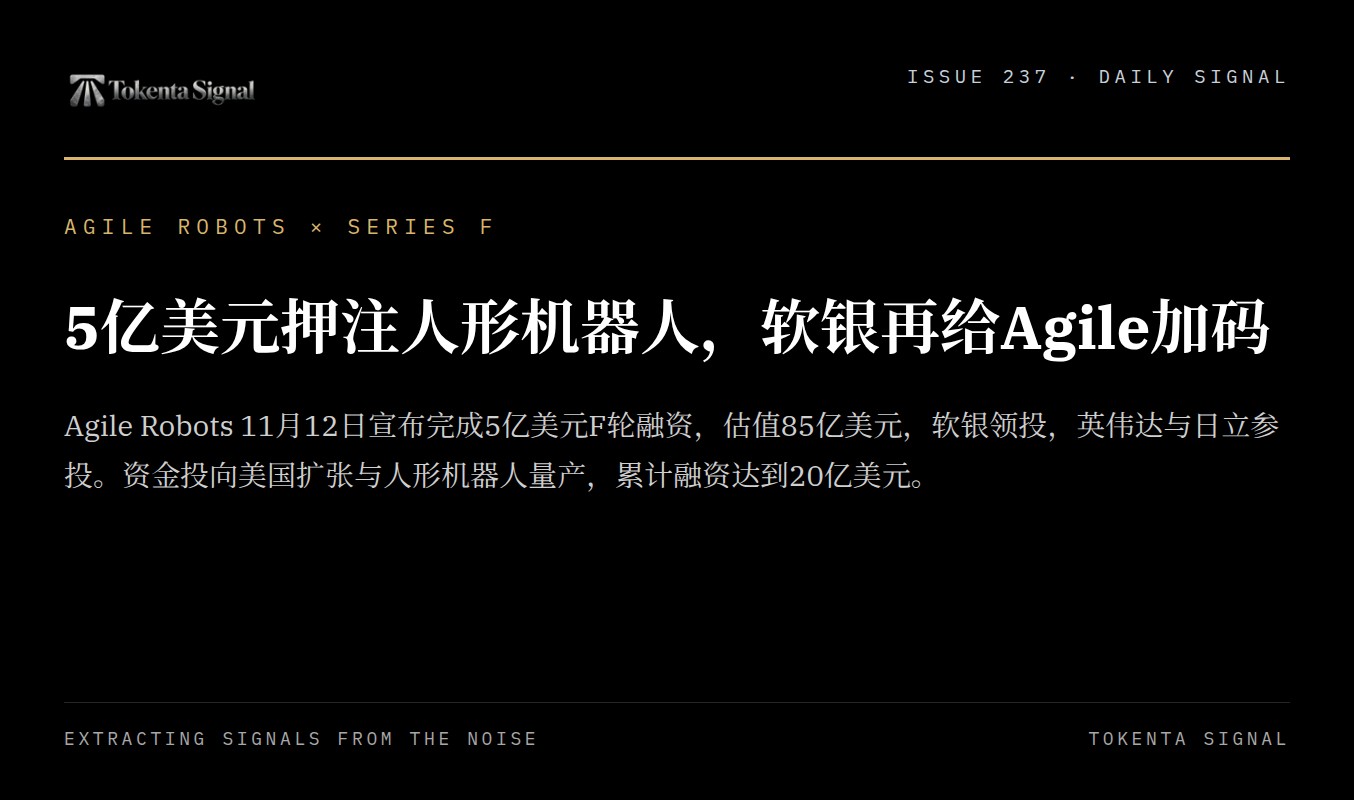 Tokenta Signal
ISSUE 237 · DAILY SIGNAL
AGILE ROBOTS × SERIES F
5亿美元押注人形机器人，软银再给Agile加码
Agile Robots 11月12日宣布完成5亿美元F轮融资，估值85亿美元，软银领投，英伟达与日立参
投。资金投向美国扩张与人形机器人量产，累计融资达到20亿美元。
EXTRACTING SIGNALS FROM THE NOISE
TOKENTA SIGNAL